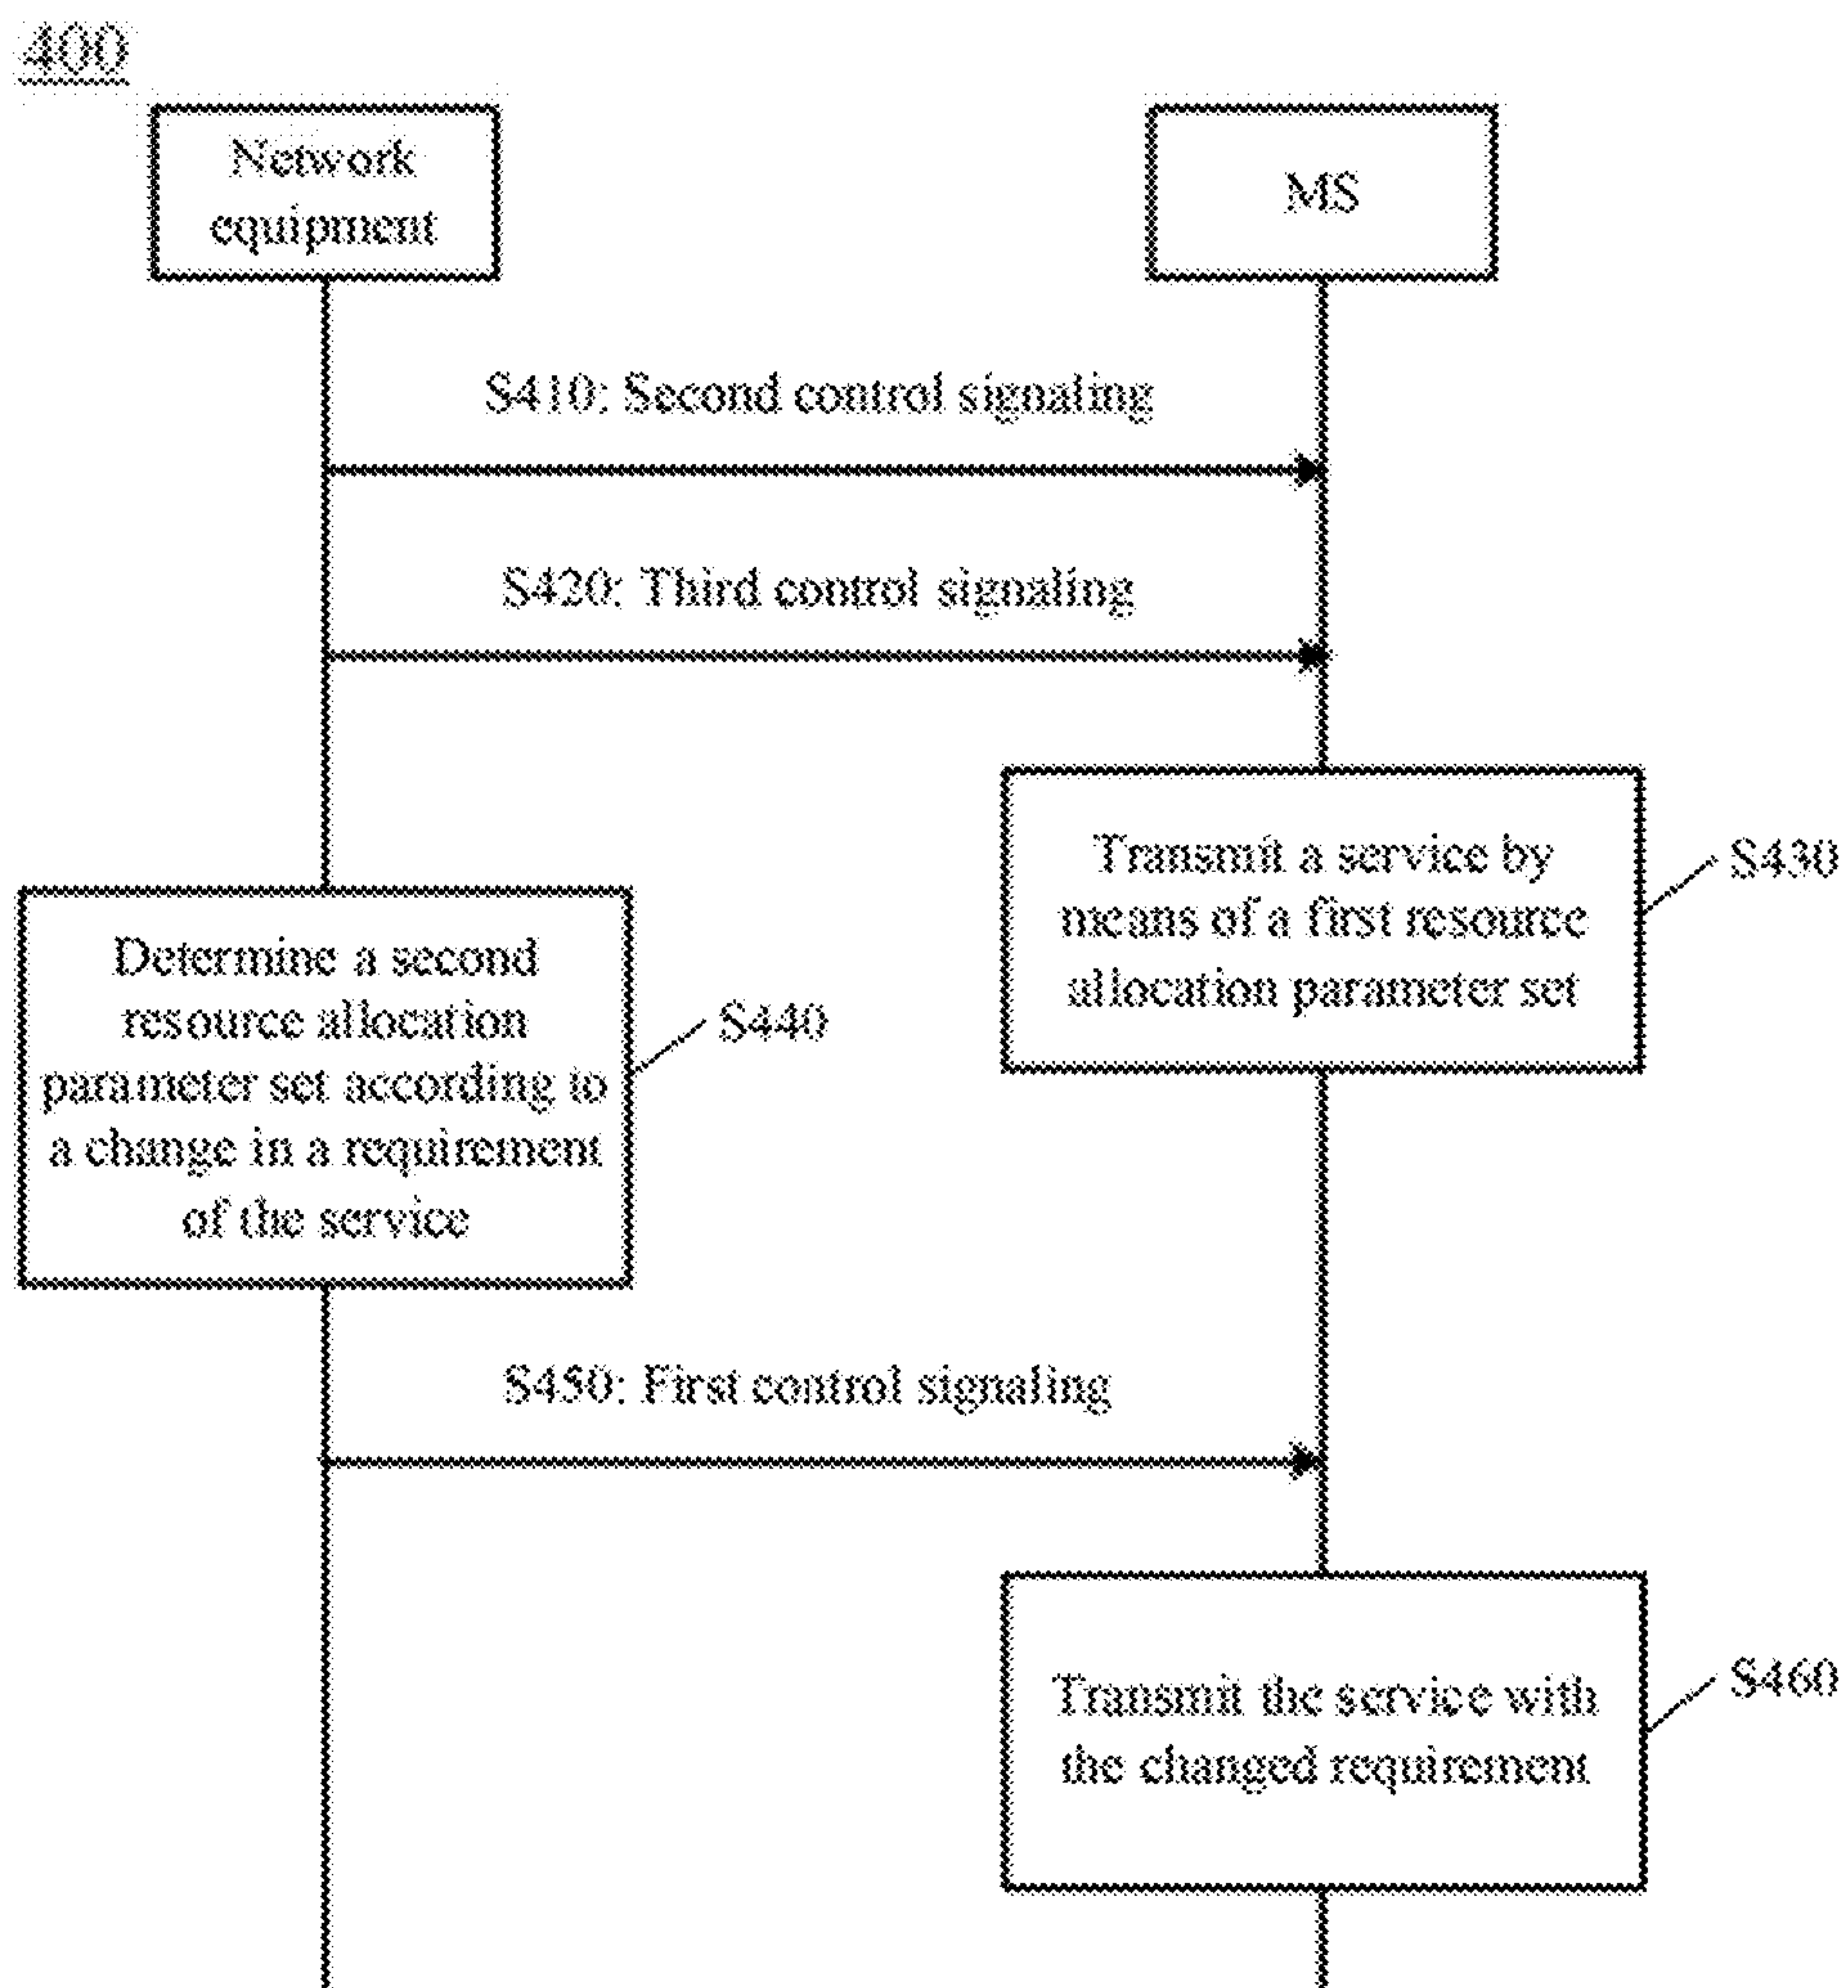 400
Network
equipment
MS
S410: Second control signaling
S420: Third control signaling
Transmit a service by
means of a first resource
allocation parameter set
S430
Determine a second
resource allocation
parameter set according to
a change in a requirement
of the service
S440
S450: First control signaling
Transmit the service with
the changed requirement
S460